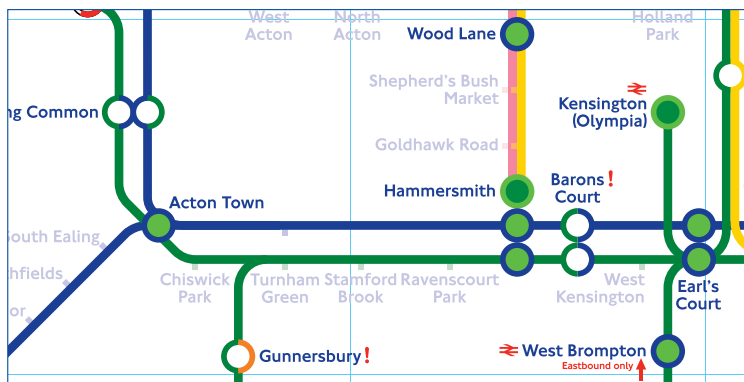 West
Acton
North
Acton
Wood Lane
Holland
Park
Shepherd's Bush
Market
Kensington
(Olympia)
ng Common
Goldhawk Road
Hammersmith
Barons !
Court
Acton Town
South Ealing
thfields
or
Chiswick
Park
Turnham
Green
Stamford
Brook
Ravenscourt
Park
West
Kensington
Earl's
Court
Gunnersbury !
West Brompton
Eastbound only